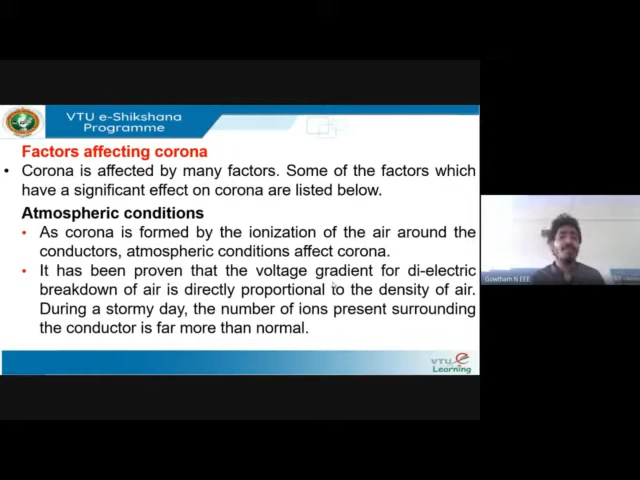 VTU e-Shikshana
Programme
Factors affecting corona
• Corona is affected by many factors. Some of the factors which
have a significant effect on corona are listed below.
Atmospheric conditions
• As corona is formed by the ionization of the air around the
conductors, atmospheric conditions affect corona.
• It has been proven that the voltage gradient for di-electric
breakdown of air is directly proportional to the density of air.
During a stormy day, the number of ions present surrounding
the conductor is far more than normal.
VTU e
Learning
Gowtham N EEE